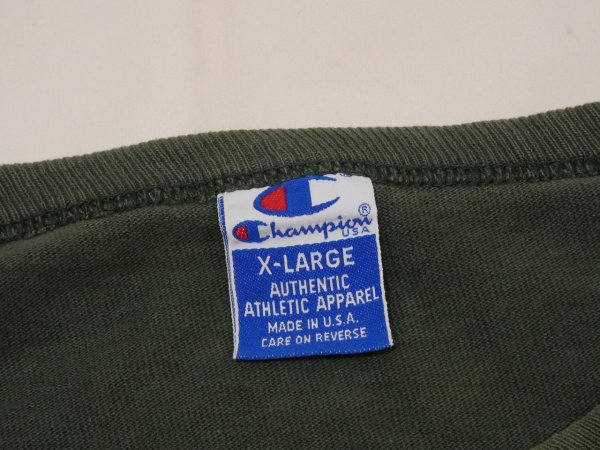 Champion®
USA
X-LARGE
AUTHENTIC
ATHLETIC APPAREL
MADE IN U.S.A.
CARE ON REVERSE